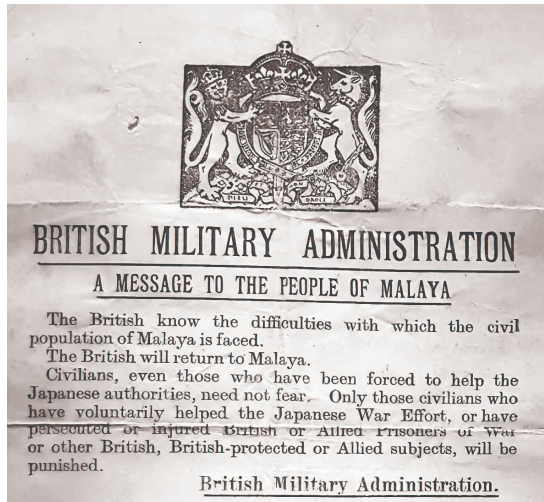 DIEU ET MON DROIT
BRITISH MILITARY ADMINISTRATION
A MESSAGE TO THE PEOPLE OF MALAYA
The British know the difficulties with which the civil
population of Malaya is faced.
The British will return to Malaya.
Civilians, even those who have been forced to help the
Japanese authorities, need not fear. Only those civilians who
have voluntarily helped the Japanese War Effort, or have
persecuted or injured British or Allied Prisoners of War
or other British, British-protected or Allied subjects, will be
punished.
British Military Administration.